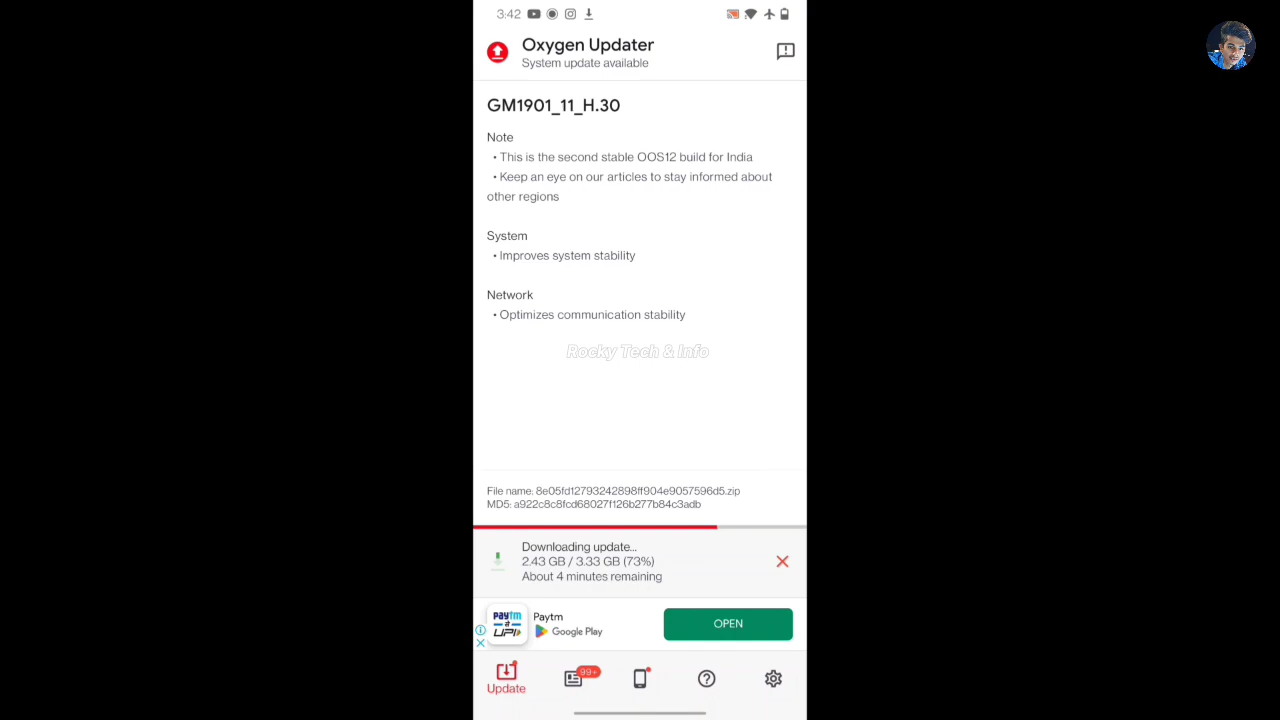 3:42
Oxygen Updater
System update available
GM1901_11_H.30
Note
• This is the second stable OOS12 build for India
• Keep an eye on our articles to stay informed about
other regions
System
• Improves system stability
Network
• Optimizes communication stability
Rocky Tech & Info
File name: 8e05fd12793242898ff904e9057596d5.zip
MD5: a922c8c8fcd68027f126b277b84c3adb
Downloading update...
2.43 GB / 3.33 GB (73%)
About 4 minutes remaining
paytm
UPI
Paytm
Google Play
OPEN
99+
Update